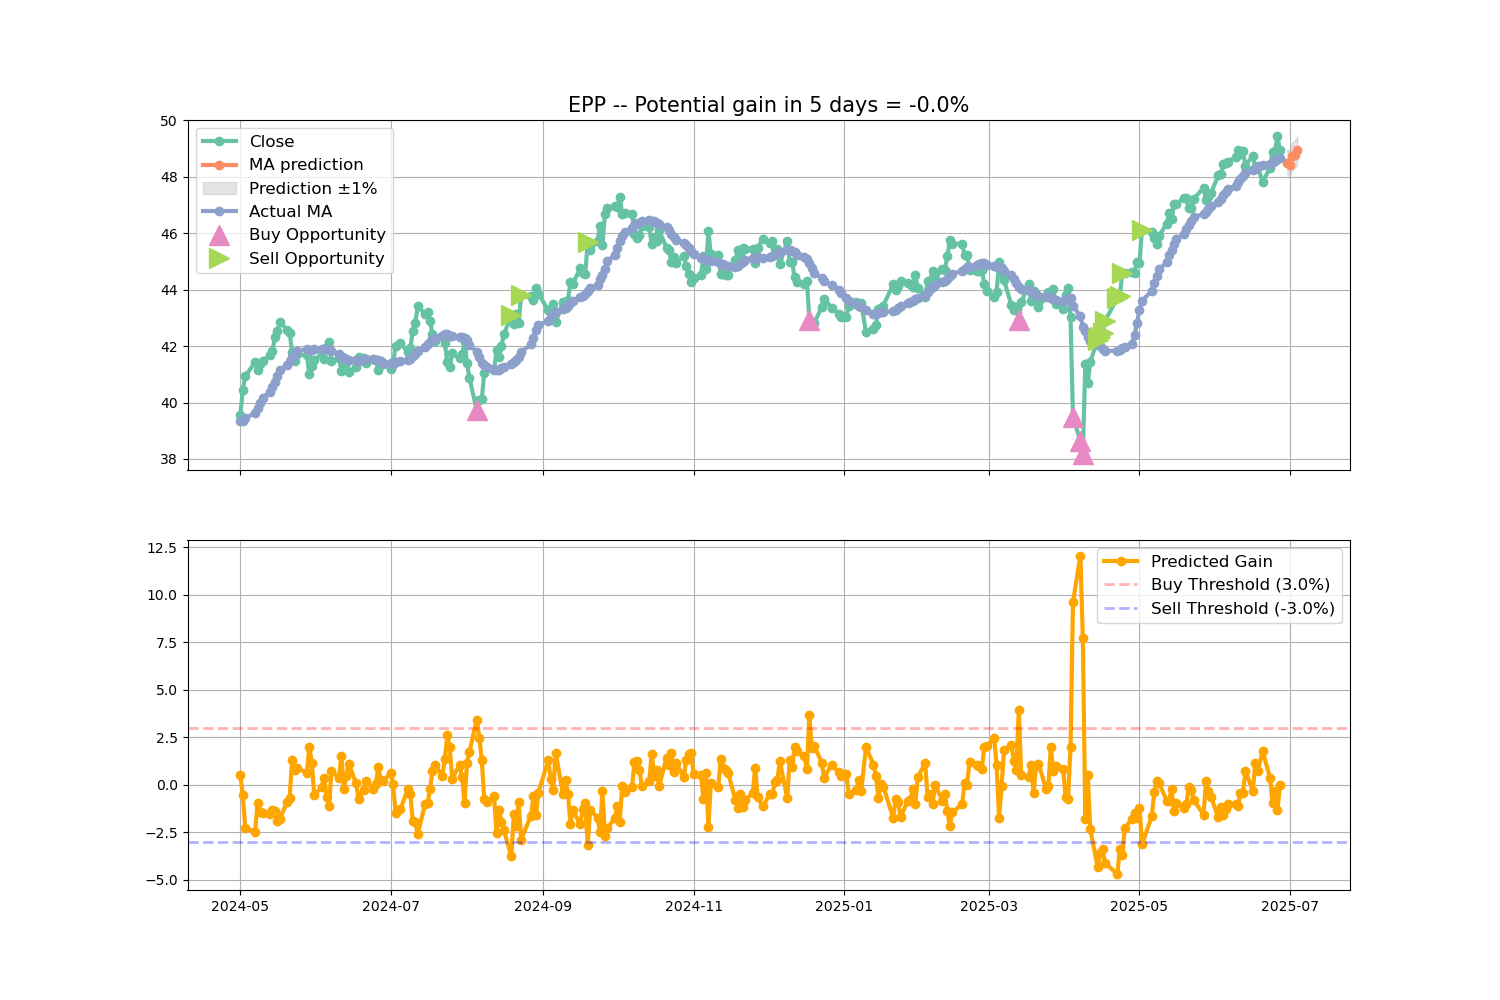 EPP -- Potential gain in 5 days = -0.0%
50
48
46
44
42
40
38
Close
MA prediction
Prediction ±1%
Actual MA
Buy Opportunity
Sell Opportunity
12.5
10.0
7.5
5.0
2.5
0.0
−2.5
−5.0
Predicted Gain
Buy Threshold (3.0%)
Sell Threshold (-3.0%)
2024-05 2024-07 2024-09 2024-11 2025-01 2025-03 2025-05 2025-07